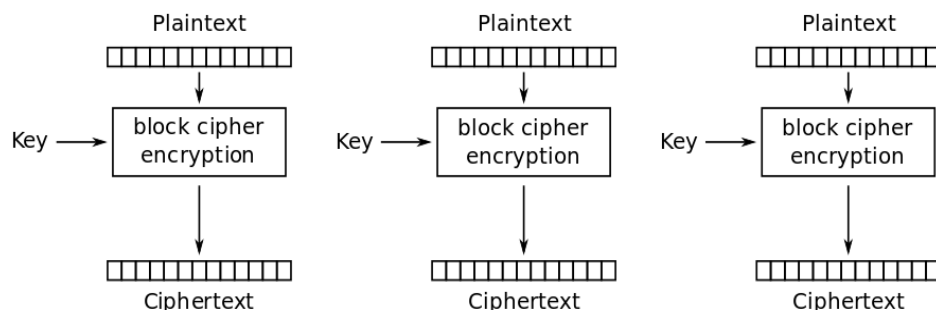 Plaintext Plaintext Plaintext
Key block cipher encryption Key block cipher encryption Key block cipher encryption
Ciphertext Ciphertext Ciphertext